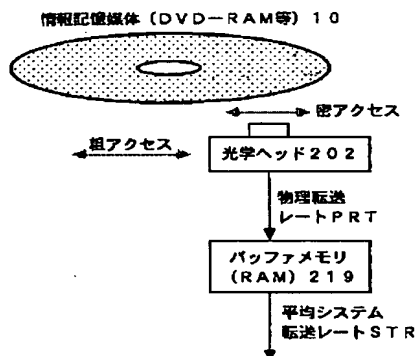 情報記憶媒体（DVD－RAM等）10
密アクセス
粗アクセス
光学ヘッド202
物理転送
レートPRT
バッファメモリ
（RAM）219
平均システム
転送レートSTR